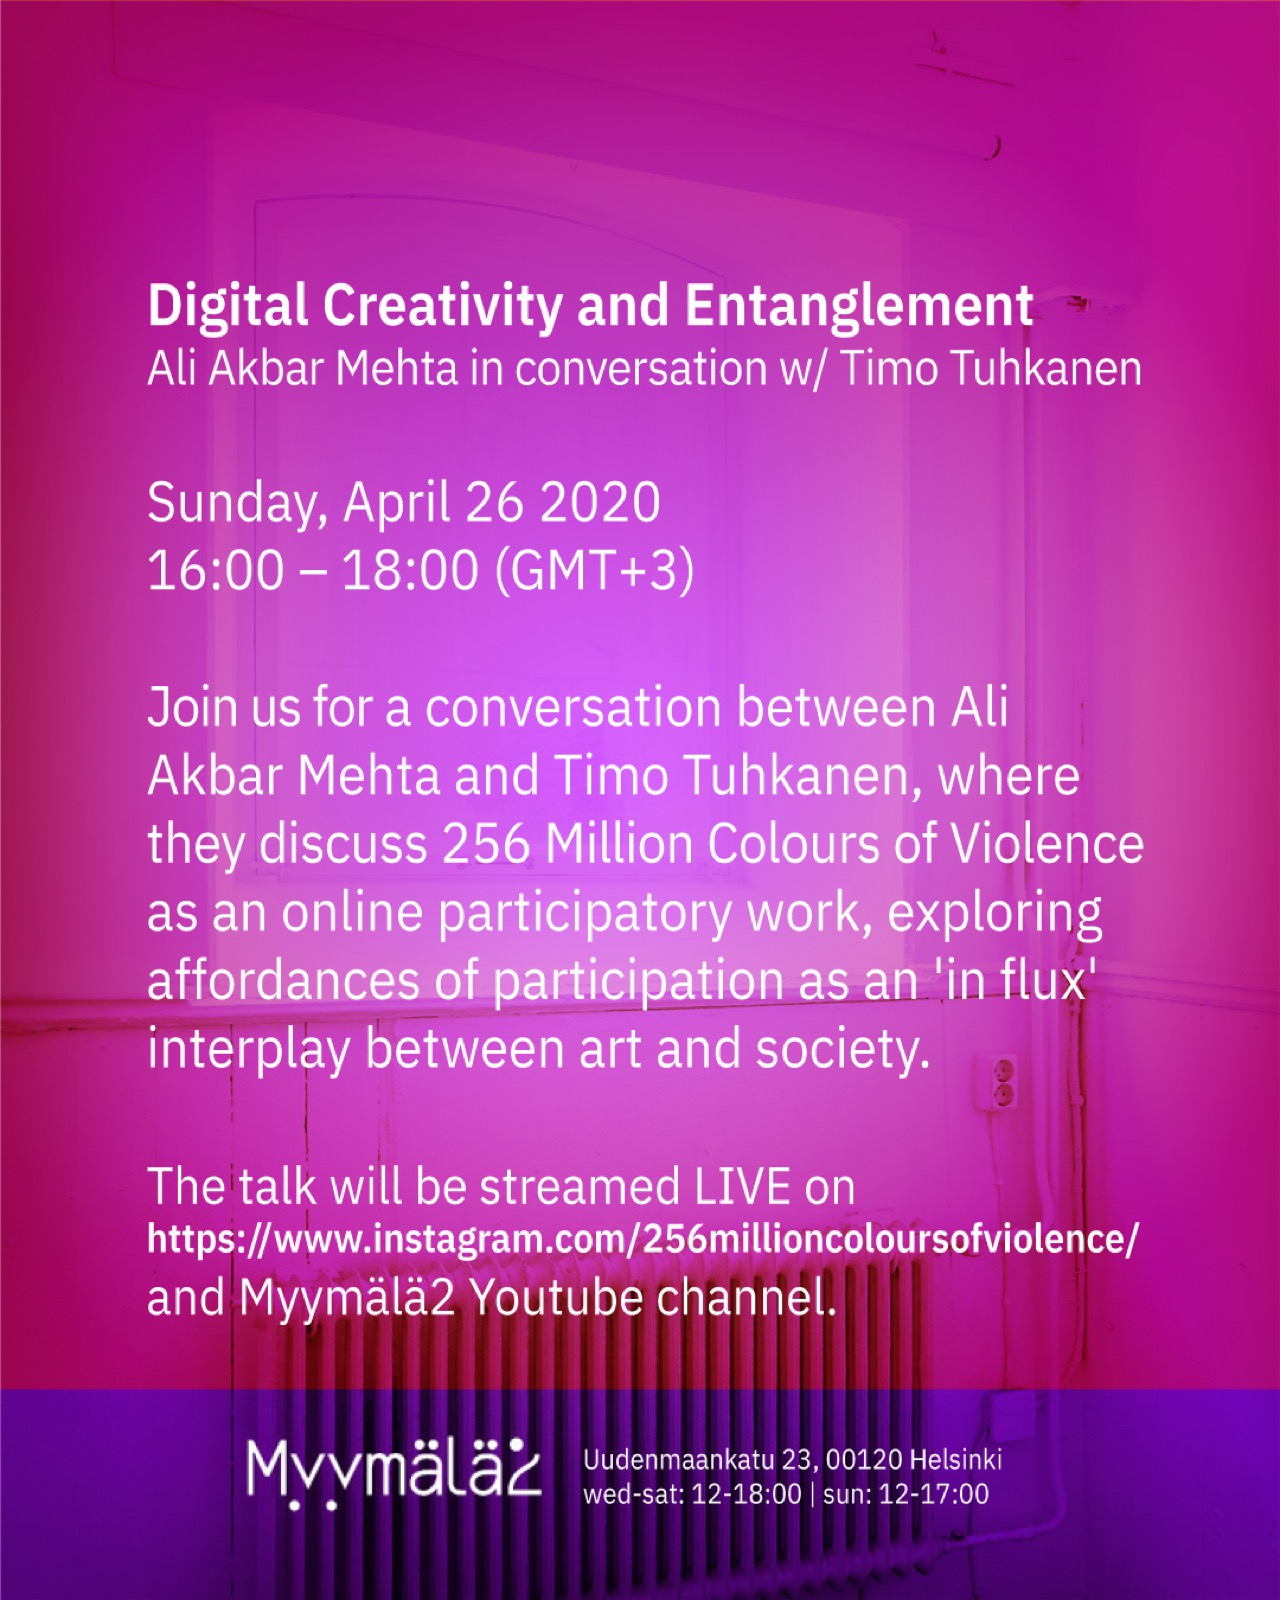 Digital Creativity and Entanglement
Ali Akbar Mehta in conversation w/ Timo Tuhkanen
Sunday, April 26 2020
16:00 – 18:00 (GMT+3)
Join us for a conversation between Ali
Akbar Mehta and Timo Tuhkanen, where
they discuss 256 Million Colours of Violence
as an online participatory work, exploring
affordances of participation as an 'in flux'
interplay between art and society.
The talk will be streamed LIVE on
https://www.instagram.com/256millioncoloursofviolence/
and Myymälä2 Youtube channel.
Myymälä2
Uudenmaankatu 23, 00120 Helsinki
wed-sat: 12-18:00 | sun: 12-17:00